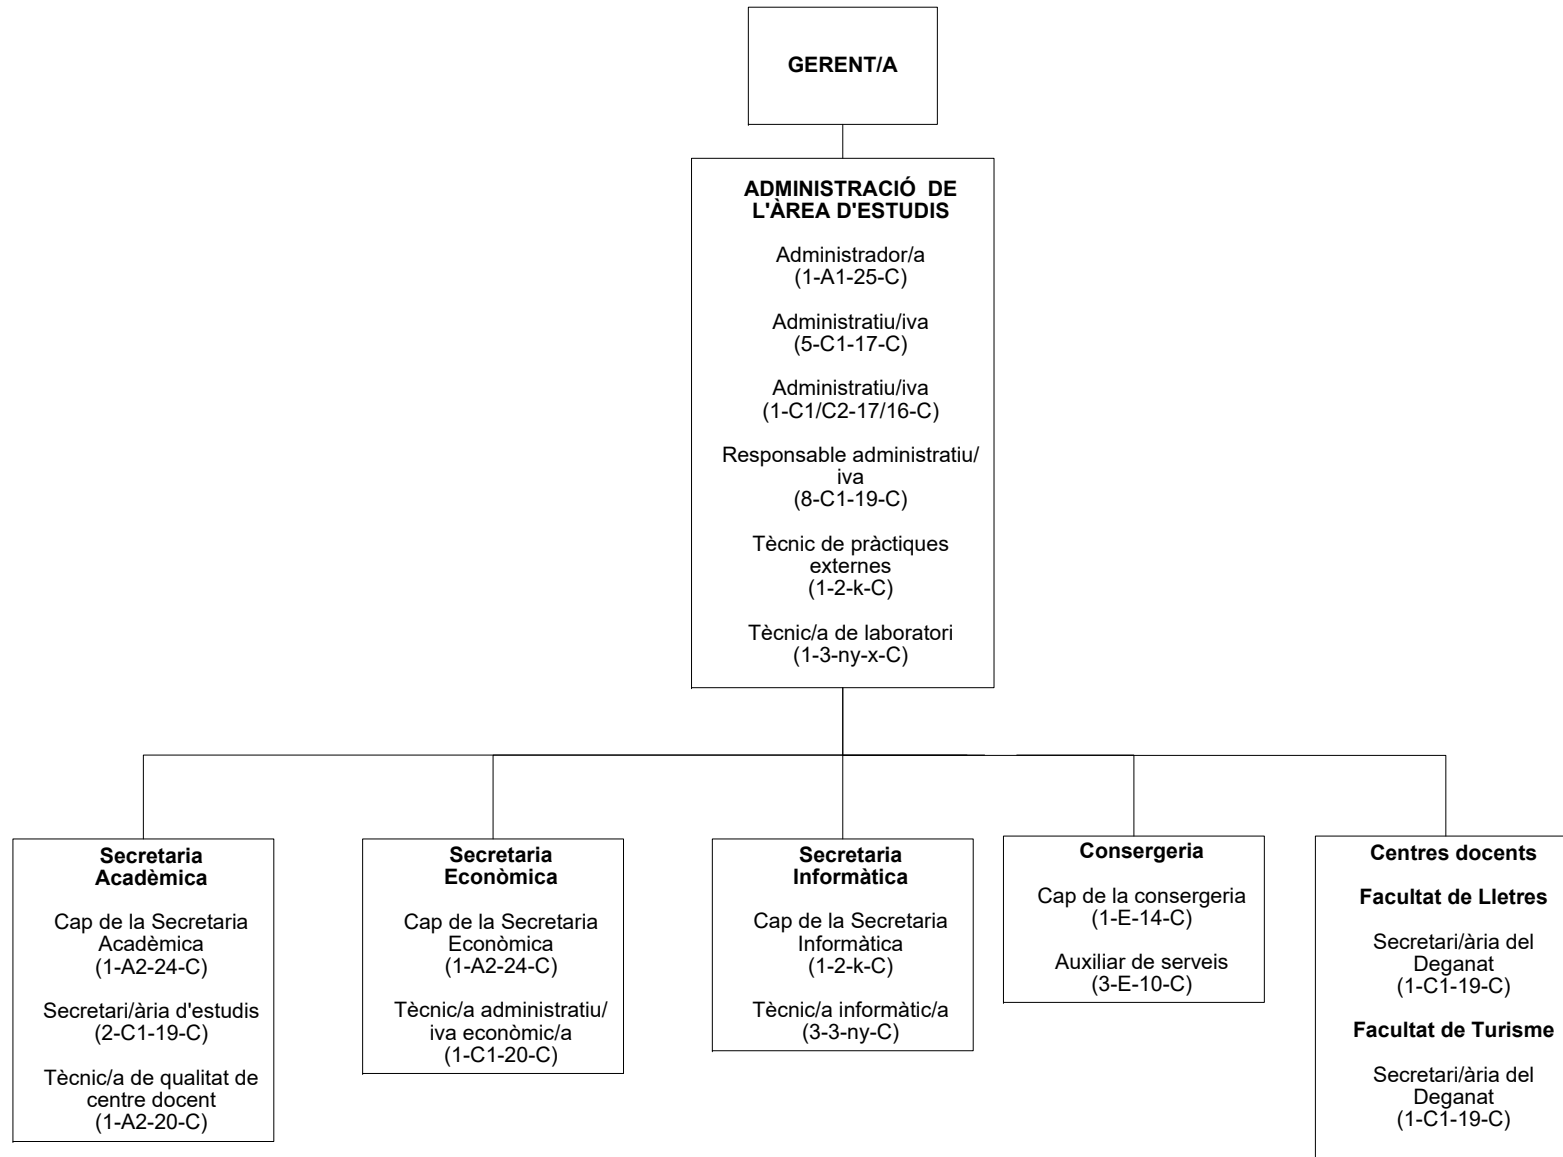 GERENT/A
ADMINISTRACIÓ DE
L'ÀREA D'ESTUDIS
Administrador/a
(1-A1-25-C)
Administratiu/iva
(5-C1-17-C)
Administratiu/iva
(1-C1/C2-17/16-C)
Responsable administratiu/
iva
(8-C1-19-C)
Tècnic de pràctiques
externes
(1-2-k-C)
Tècnic/a de laboratori
(1-3-ny-x-C)
Secretaria
Acadèmica
Cap de la Secretaria
Acadèmica
(1-A2-24-C)
Secretari/ària d'estudis
(2-C1-19-C)
Tècnic/a de qualitat de
centre docent
(1-A2-20-C)
Secretaria
Econòmica
Cap de la Secretaria
Econòmica
(1-A2-24-C)
Tècnic/a administratiu/
iva econòmic/a
(1-C1-20-C)
Secretaria
Informàtica
Cap de la Secretaria
Informàtica
(1-2-k-C)
Tècnic/a informàtic/a
(3-3-ny-C)
Consergeria
Cap de la consergeria
(1-E-14-C)
Auxiliar de serveis
(3-E-10-C)
Centres docents
Facultat de Lletres
Secretari/ària del
Deganat
(1-C1-19-C)
Facultat de Turisme
Secretari/ària del
Deganat
(1-C1-19-C)